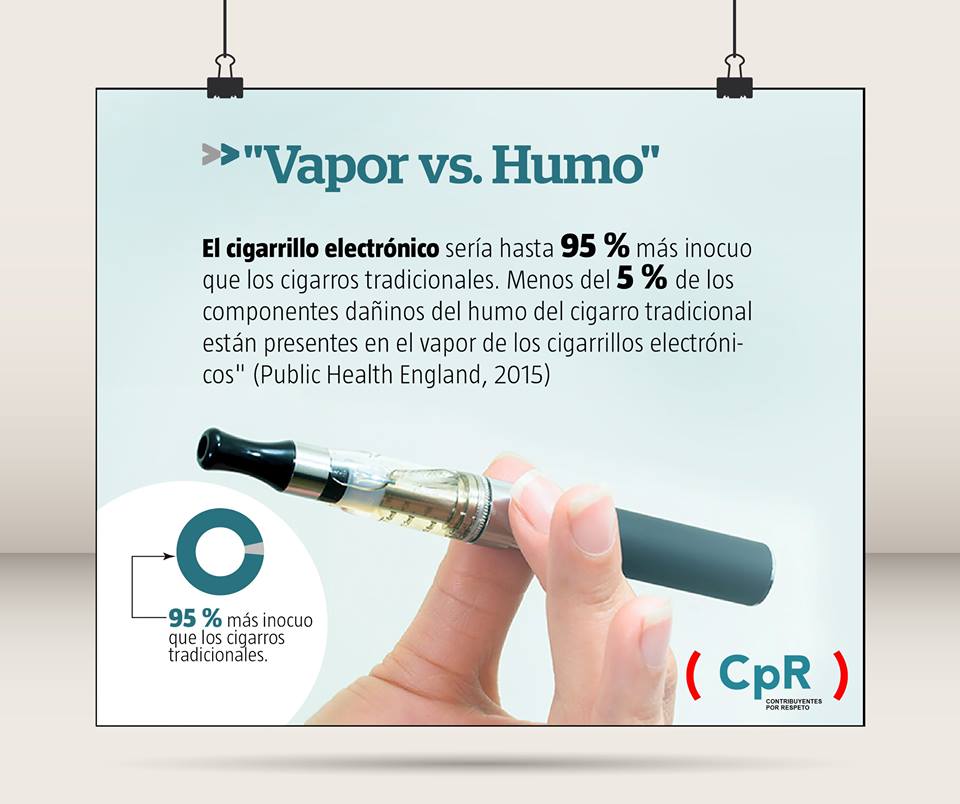 >> "Vapor vs. Humo"
El cigarrillo electrónico sería hasta 95 % más inocuo
que los cigarros tradicionales. Menos del 5 % de los
componentes dañinos del humo del cigarro tradicional
están presentes en el vapor de los cigarrillos electróni-
cos" (Public Health England, 2015)
95 % más inocuo
que los cigarros
tradicionales.
( CpR )
CONTRIBUYENTES
POR RESPETO